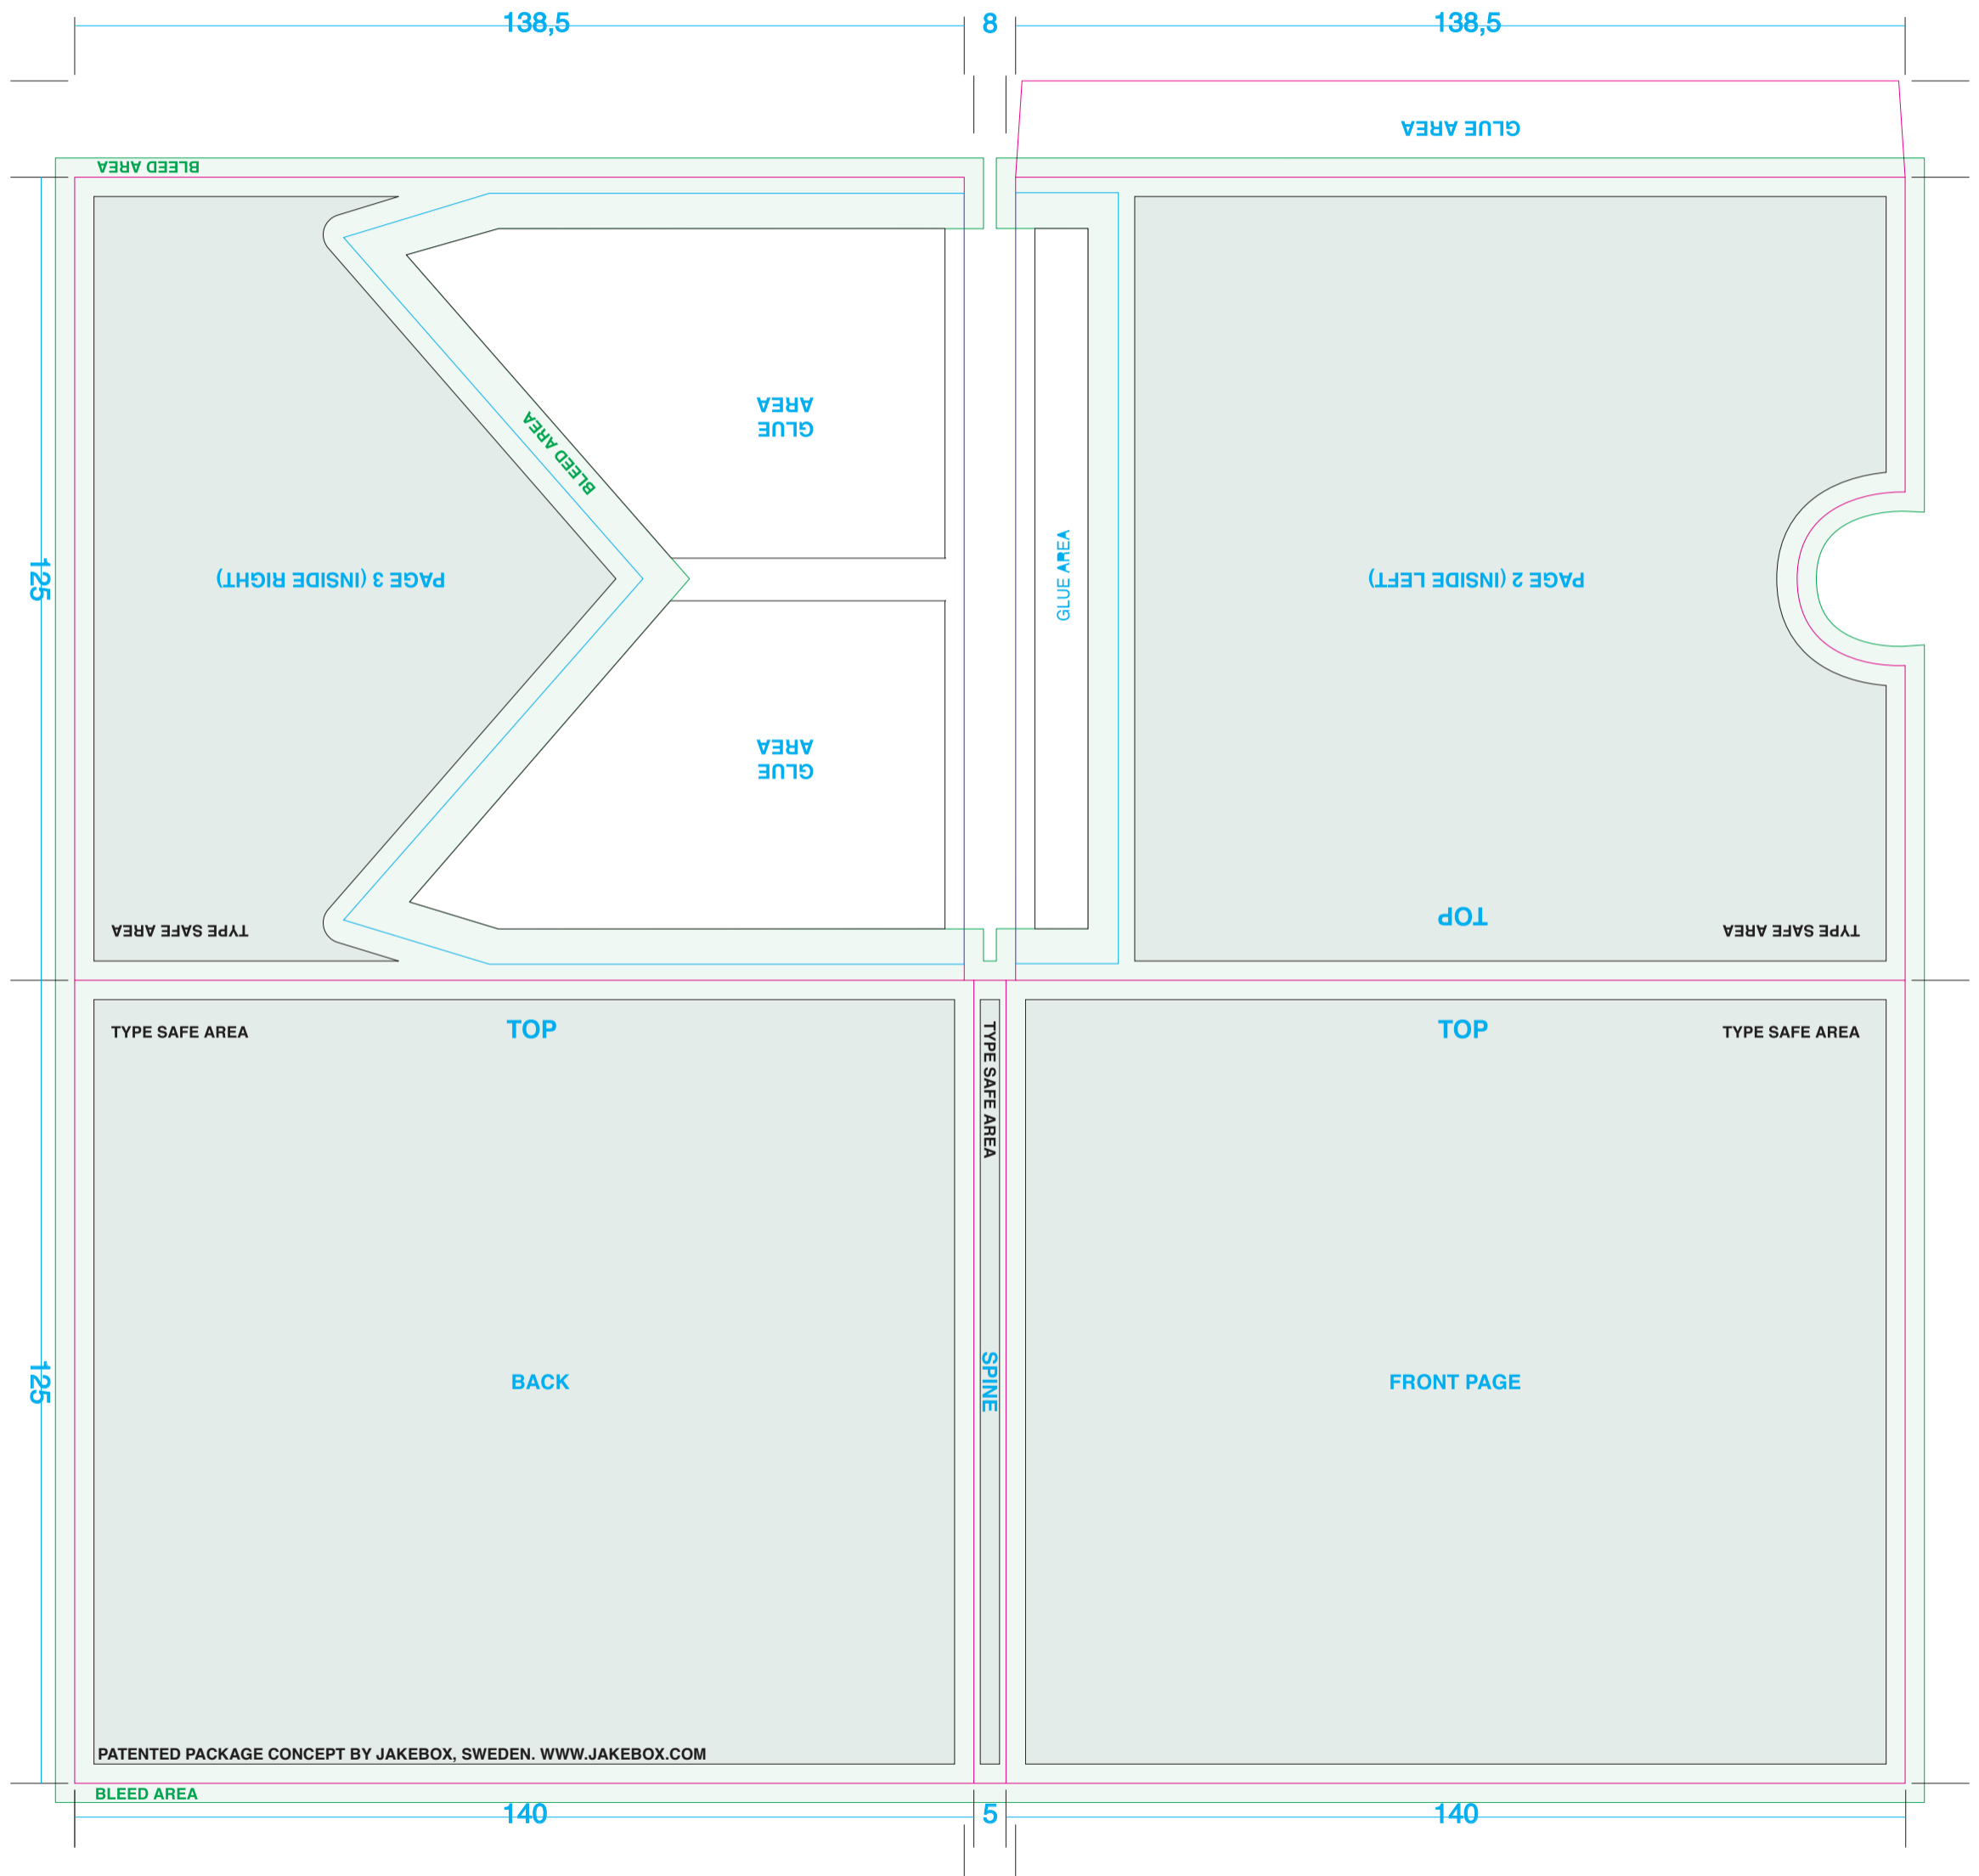 138,5
8
138,5
GLUE AREA
BLEED AREA
GLUE
AREA
BLEED AREA
GLUE AREA
125
PAGE 3 (INSIDE RIGHT)
PAGE 2 (INSIDE LEFT)
GLUE
AREA
TOP
TYPE SAFE AREA
TYPE SAFE AREA
TYPE SAFE AREA
TOP
TYPE SAFE AREA
TOP
TYPE SAFE AREA
125
BACK
SPINE
FRONT PAGE
PATENTED PACKAGE CONCEPT BY JAKEBOX, SWEDEN. WWW.JAKEBOX.COM
BLEED AREA
140
5
140